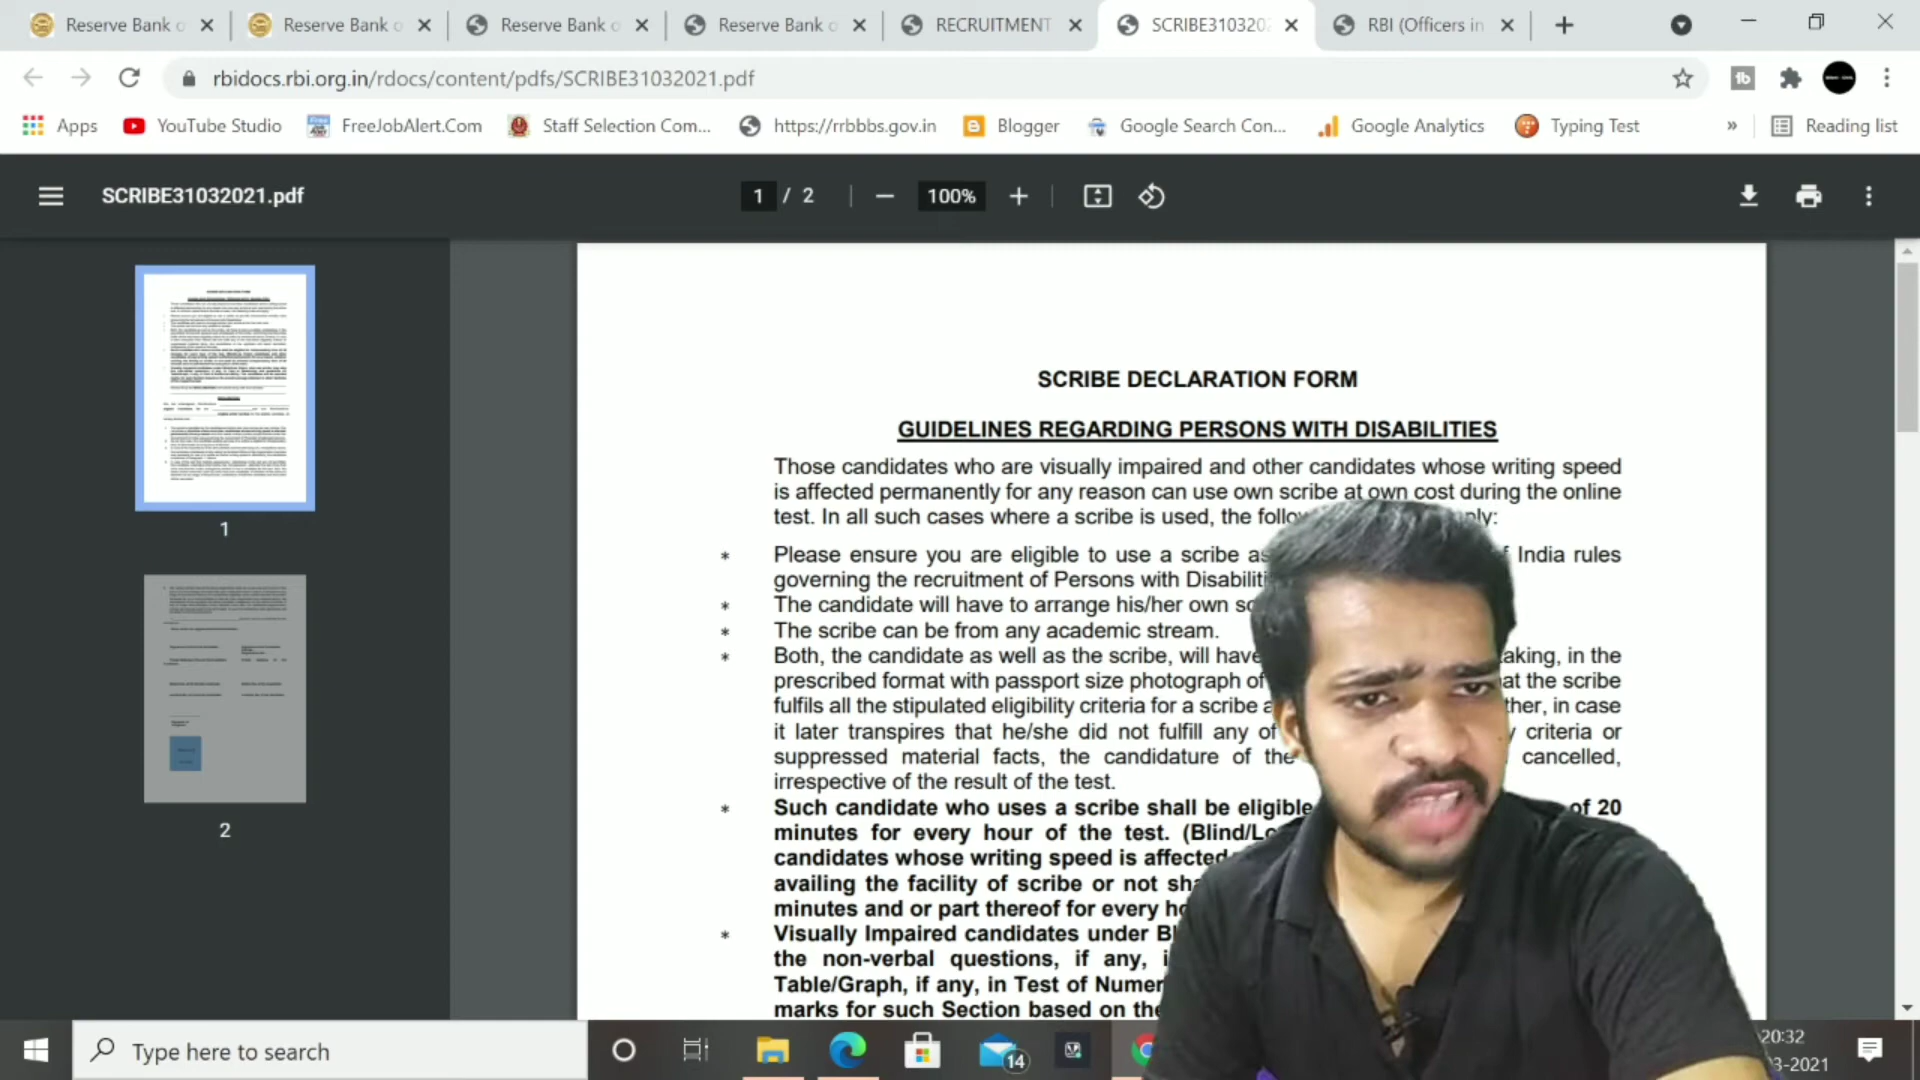 Reserve Bank o
Reserve Bank o
Reserve Bank o
Reserve Bank o
RECRUITMENT
SCRIBE310320
RBI (Officers in
rbidocs.rbi.org.in/rdocs/content/pdfs/SCRIBE31032021.pdf
Apps
YouTube Studio
FreeJobAlert.Com
Staff Selection Com...
https://rrbbbs.gov.in
Blogger
Google Search Con...
Google Analytics
Typing Test
»
Reading list
SCRIBE31032021.pdf
1 / 2
100%
1
2
SCRIBE DECLARATION FORM
GUIDELINES REGARDING PERSONS WITH DISABILITIES
Those candidates who are visually impaired and other candidates whose writing speed
is affected permanently for any reason can use own scribe at own cost during the online
test. In all such cases where a scribe is used, the
* Please ensure you are eligible to use a scribe as India rules
governing the recruitment of Persons with
* The candidate will have to arrange his/her own
* The scribe can be from any academic stream.
* Both, the candidate as well as the scribe, will have in the
prescribed format with passport size photograph of the scribe
fulfils all the stipulated eligibility criteria for a scribe in case
it later transpires that he/she did not fulfill any of criteria or
suppressed material facts, the candidature of the cancelled,
irrespective of the result of the test.
* Such candidate who uses a scribe shall be eligible of 20
minutes for every hour of the test. (Blind/
candidates whose writing speed is affected
availing the facility of scribe or not
minutes and or part thereof for every
* Visually Impaired candidates under
the non-verbal questions, if any,
Table/Graph, if any, in Test of
marks for such Section based on the
Type here to search
14
20:32
3-2021